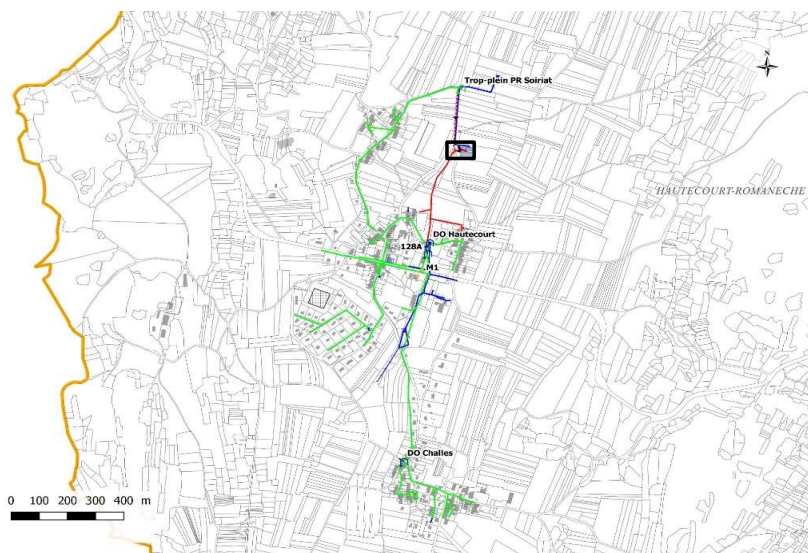 N
Trop-plein PR Soiriat
HAUTECOURT-ROMANECHE
DO Hautecourt
128A
M1
DO Challes
0 100 200 300 400 m